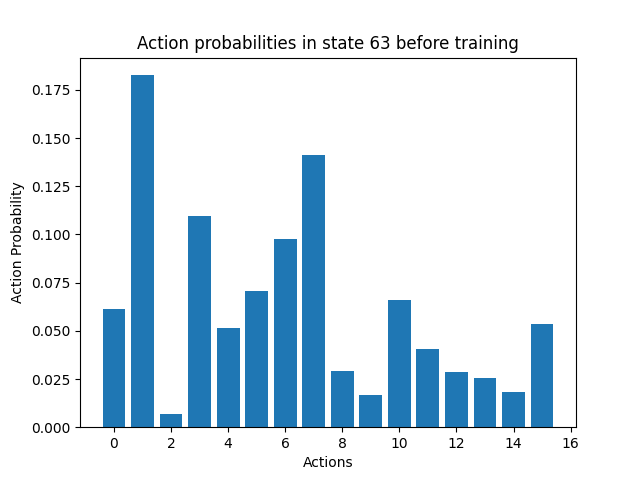 Action probabilities in state 63 before training
0.175
0.150
0.125
0.100
0.075
0.050
0.025
0.000
Action Probability
0 2 4 6 8 10 12 14 16
Actions